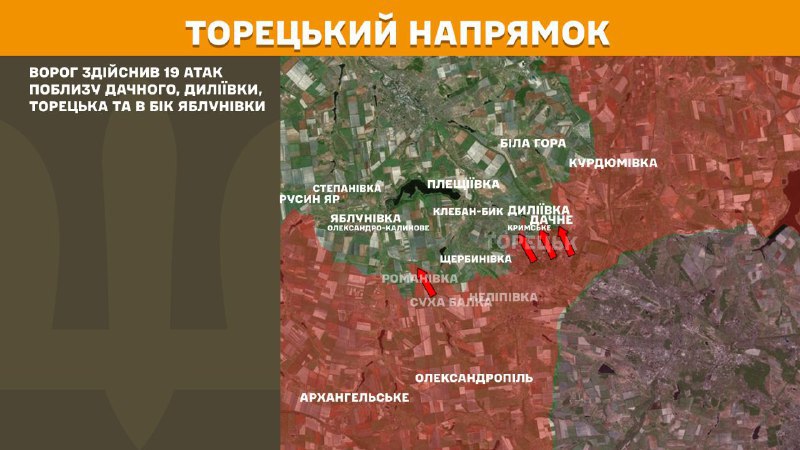 ТОРЕЦЬКИЙ НАПРЯМОК
ВОРОГ ЗДІЙСНИВ 19 АТАК
ПОБЛИЗУ ДАЧНОГО, ДИЛІЇВКИ,
ТОРЕЦЬКА ТА В БІК ЯБЛУНІВКИ
БІЛА ГОРА
КУРДЮМІВКА
ПЛЕЩІЇВКА
СТЕПАНІВКА
РУСИН ЯР
ЯБЛУНІВКА
КЛЕБАН-БИК
ДИЛІЇВКА
ДАЧНЕ
ОЛЕКСАНДРО-КАЛИНОВЕ
КРИМСЬКЕ
ТОРЕЦЬК
ЩЕРБИНІВКА
РОМАНІВКА
НЕЛІПІВКА
СУХА БАЛКА
ОЛЕКСАНДРОПІЛЬ
АРХАНГЕЛЬСЬКЕ